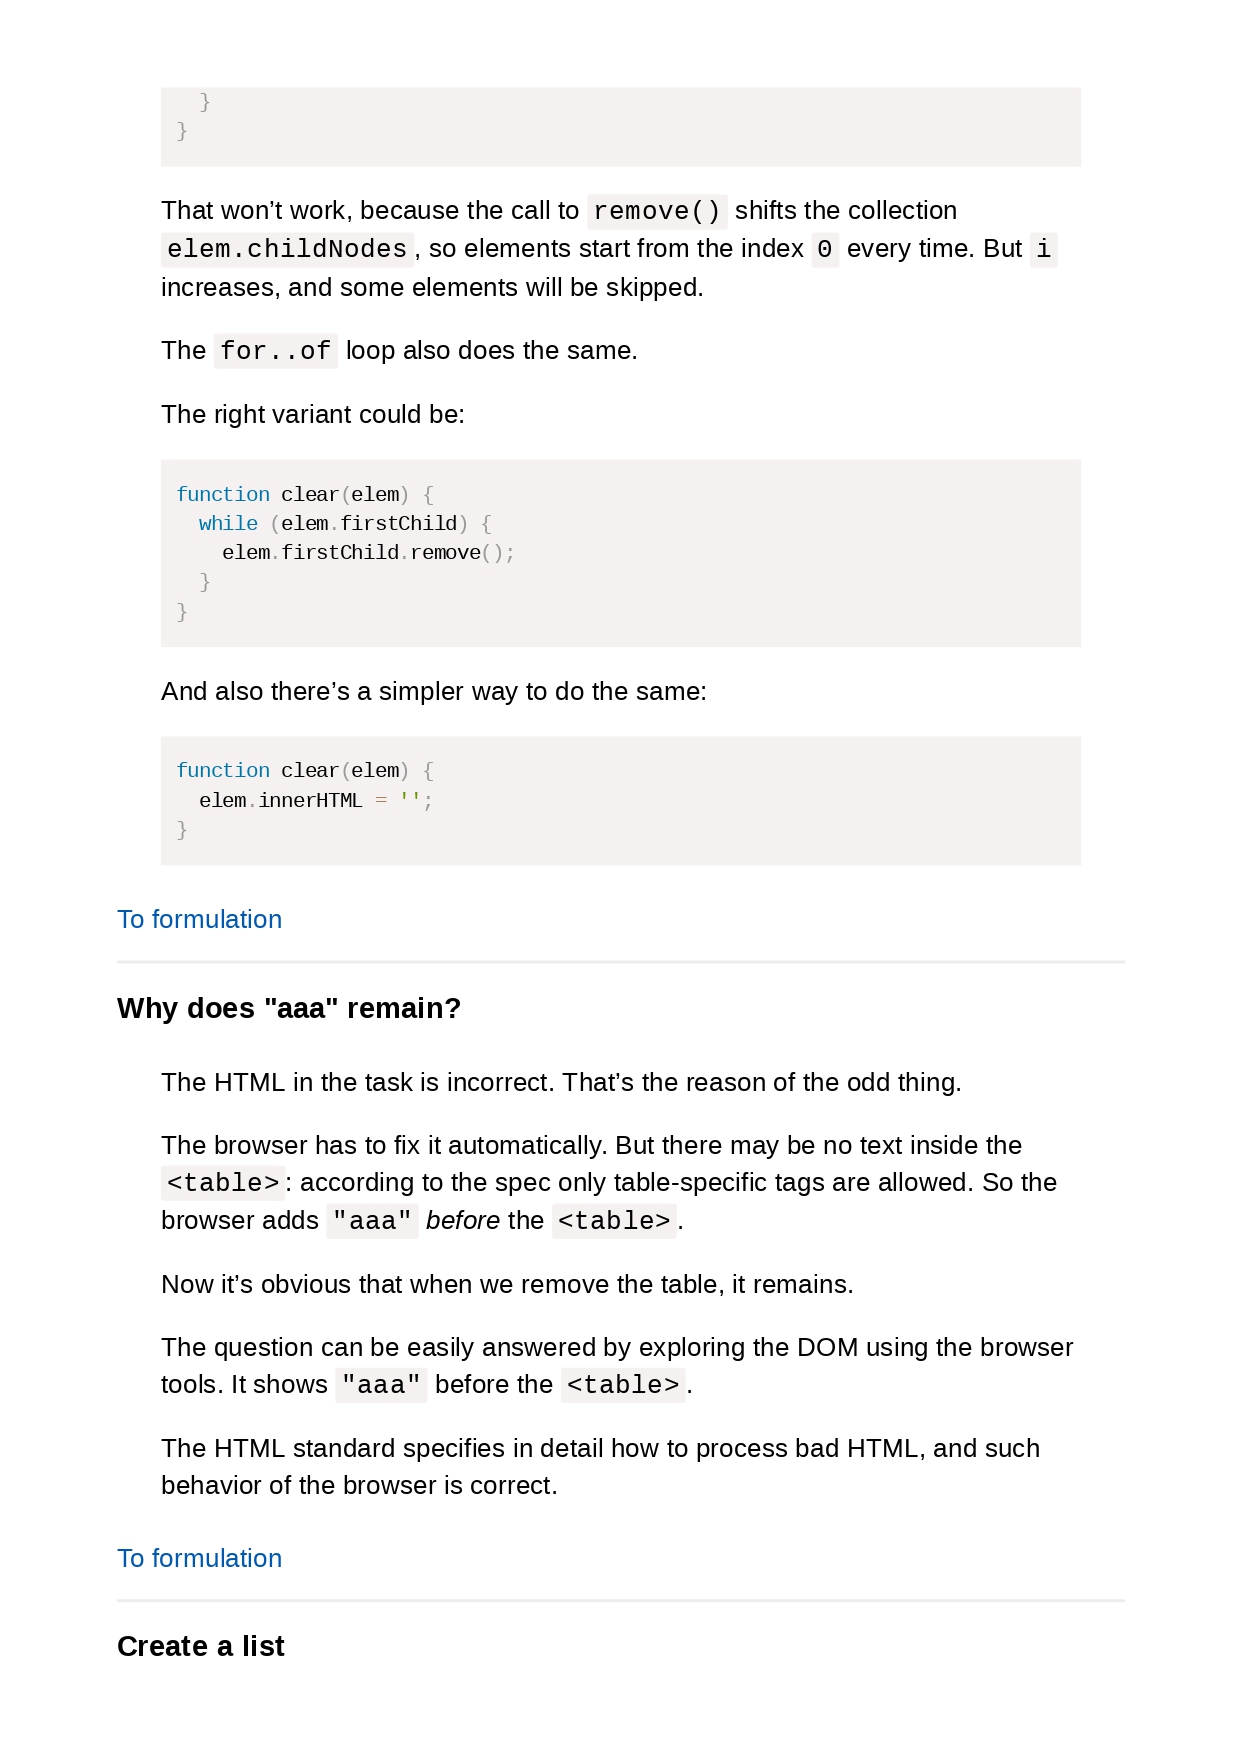 }
}
That won’t work, because the call to remove() shifts the collection
elem.childNodes, so elements start from the index 0 every time. But i
increases, and some elements will be skipped.
The for..of loop also does the same.
The right variant could be:
function clear(elem) {
  while (elem.firstChild) {
    elem.firstChild.remove();
  }
}
And also there’s a simpler way to do the same:
function clear(elem) {
  elem.innerHTML = '';
}
To formulation
Why does "aaa" remain?
The HTML in the task is incorrect. That’s the reason of the odd thing.
The browser has to fix it automatically. But there may be no text inside the
<table>: according to the spec only table-specific tags are allowed. So the
browser adds "aaa" before the <table>.
Now it’s obvious that when we remove the table, it remains.
The question can be easily answered by exploring the DOM using the browser
tools. It shows "aaa" before the <table>.
The HTML standard specifies in detail how to process bad HTML, and such
behavior of the browser is correct.
To formulation
Create a list